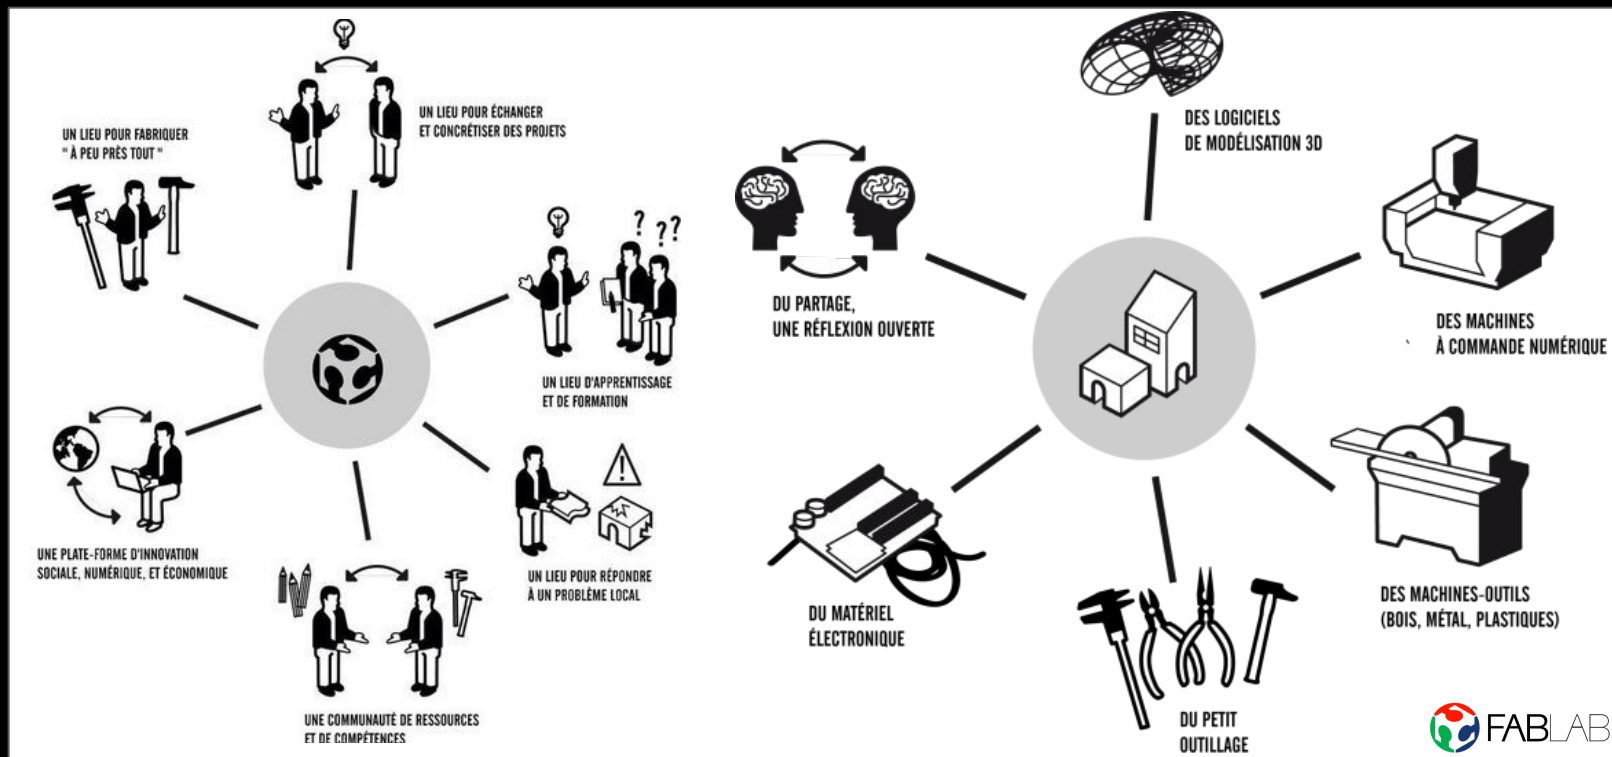 UN LIEU POUR ÉCHANGER
ET CONCRÉTISER DES PROJETS
UN LIEU POUR FABRIQUER
" À PEU PRÈS TOUT "
? ??
UN LIEU D'APPRENTISSAGE
ET DE FORMATION
UNE PLATE-FORME D'INNOVATION
SOCIALE, NUMÉRIQUE, ET ÉCONOMIQUE
!
UN LIEU POUR RÉPONDRE
À UN PROBLÈME LOCAL
UNE COMMUNAUTÉ DE RESSOURCES
ET DE COMPÉTENCES
DES LOGICIELS
DE MODÉLISATION 3D
DU PARTAGE,
UNE RÉFLEXION OUVERTE
DES MACHINES
À COMMANDE NUMÉRIQUE
DU MATÉRIEL
ÉLECTRONIQUE
DES MACHINES-OUTILS
(BOIS, MÉTAL, PLASTIQUES)
DU PETIT
OUTILLAGE
FABLAB